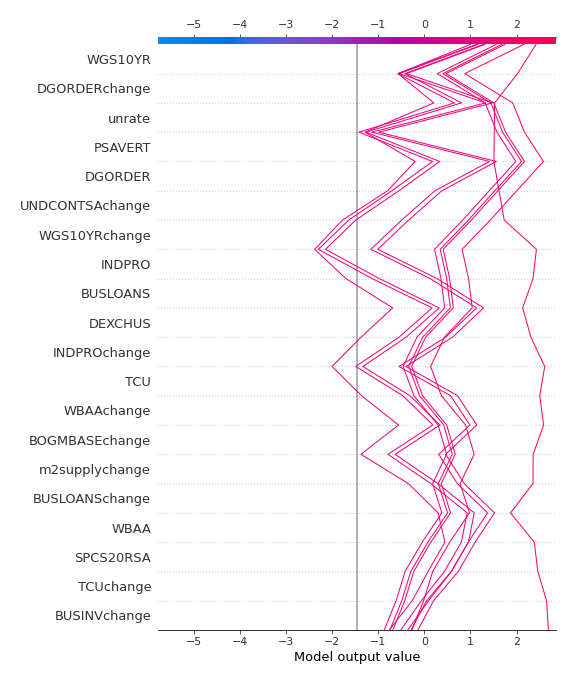 −5 −4 −3 −2 −1 0 1 2
WGS10YR
DGORDERchange
unrate
PSAVERT
DGORDER
UNDCONTSAchange
WGS10YRchange
INDPRO
BUSLOANS
DEXCHUS
INDPROchange
TCU
WBAAchange
BOGMBASEchange
m2supplychange
BUSLOANSchange
WBAA
SPCS20RSA
TCUchange
BUSINVchange
−5 −4 −3 −2 −1 0 1 2
Model output value